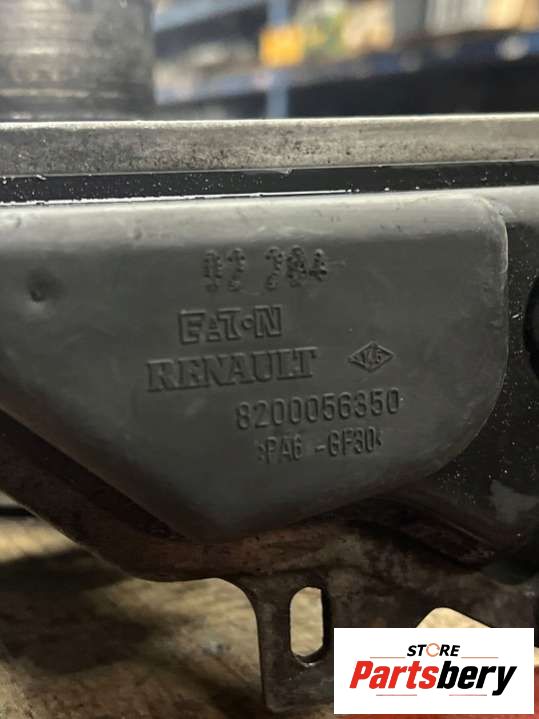 EATON
RENAULT
8200056350
>PA6 -GF30<
STORE
Partsbery